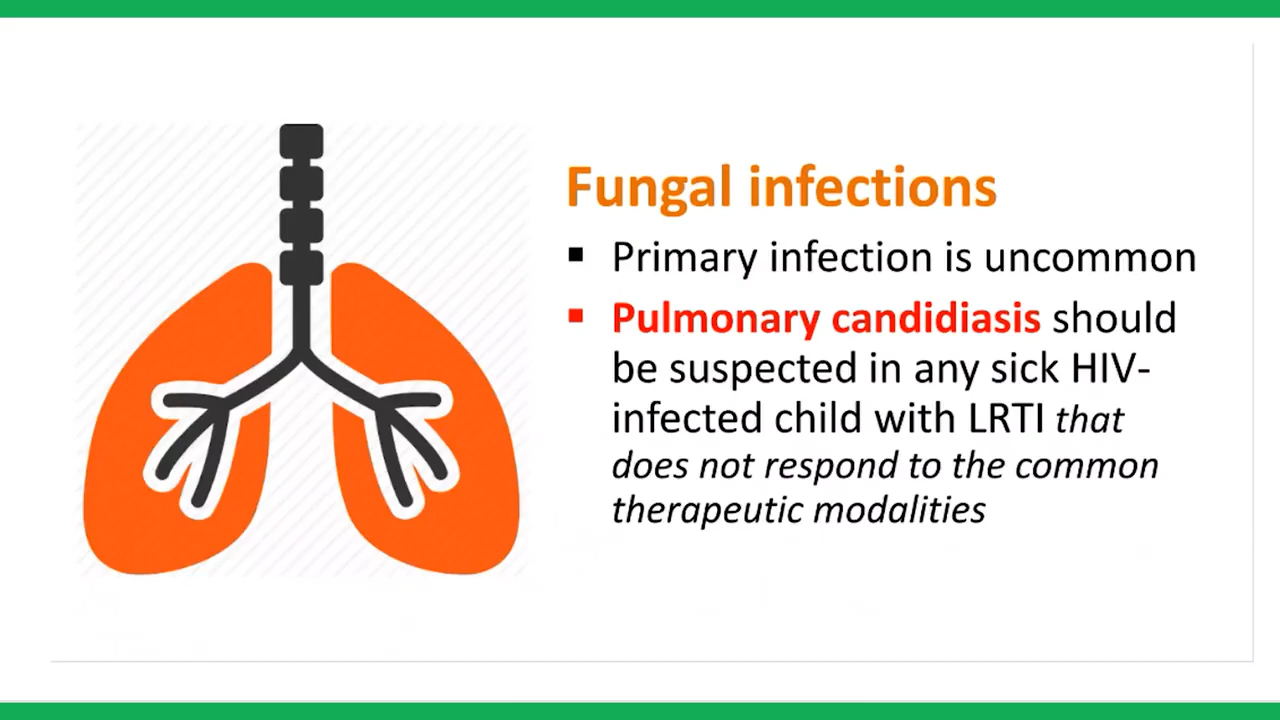 Fungal infections
▪ Primary infection is uncommon
▪ Pulmonary candidiasis should
be suspected in any sick HIV-
infected child with LRTI that
does not respond to the common
therapeutic modalities